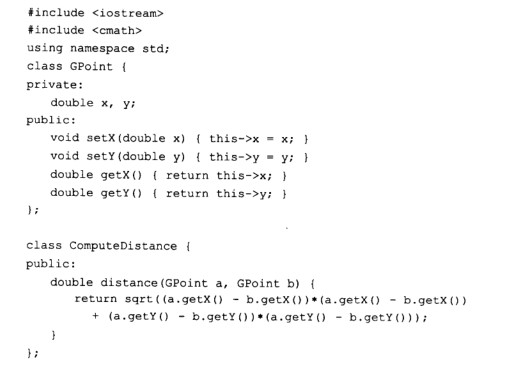 #include <iostream>
#include <cmath>
using namespace std;
class GPoint {
private:
double x, y;
public:
void setX(double x) { this->x = x; }
void setY(double y) { this->y = y; }
double getX() { return this->x; }
double getY() { return this->y; }
};
class ComputeDistance {
public:
double distance(GPoint a, GPoint b) {
return sqrt((a.getX() - b.getX())*(a.getX() - b.getX())
+ (a.getY() - b.getY())*(a.getY() - b.getY()));
}
};